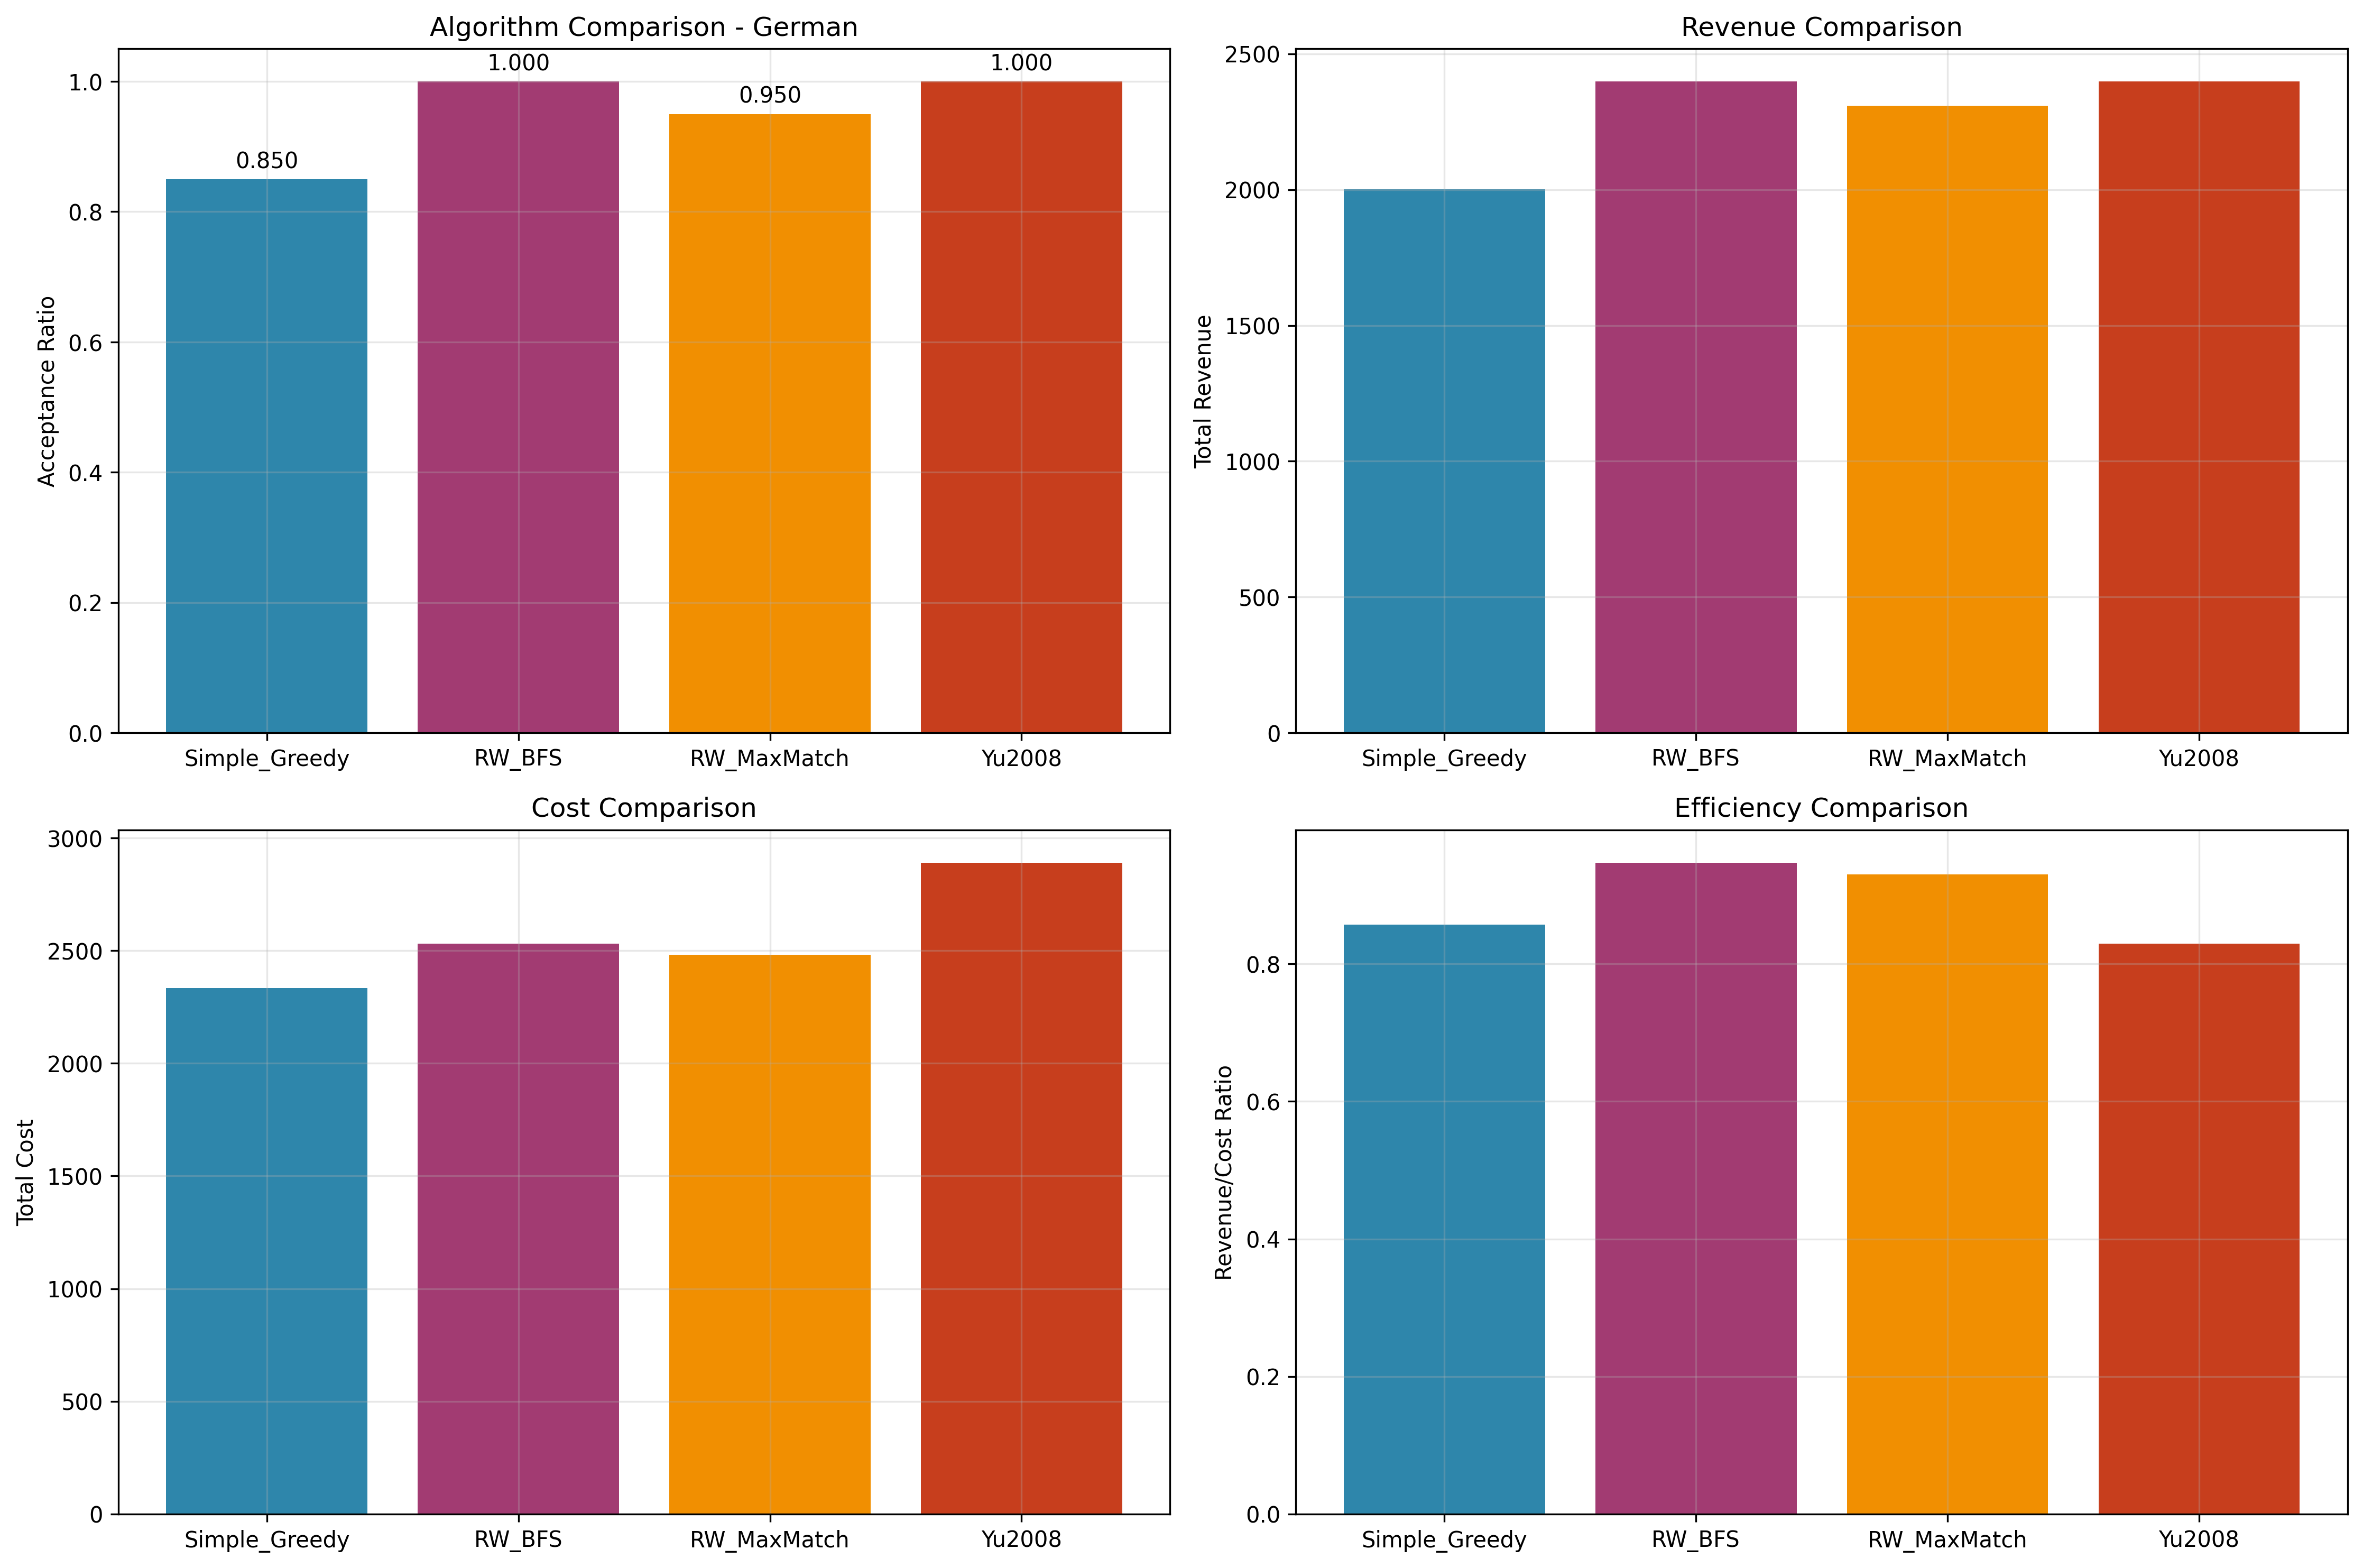 Algorithm Comparison - German
Acceptance Ratio
1.0
0.8
0.6
0.4
0.2
0.0
0.850
1.000
0.950
1.000
Simple_Greedy
RW_BFS
RW_MaxMatch
Yu2008
Revenue Comparison
Total Revenue
2500
2000
1500
1000
500
0
Simple_Greedy
RW_BFS
RW_MaxMatch
Yu2008
Cost Comparison
Total Cost
3000
2500
2000
1500
1000
500
0
Simple_Greedy
RW_BFS
RW_MaxMatch
Yu2008
Efficiency Comparison
Revenue/Cost Ratio
0.8
0.6
0.4
0.2
0.0
Simple_Greedy
RW_BFS
RW_MaxMatch
Yu2008